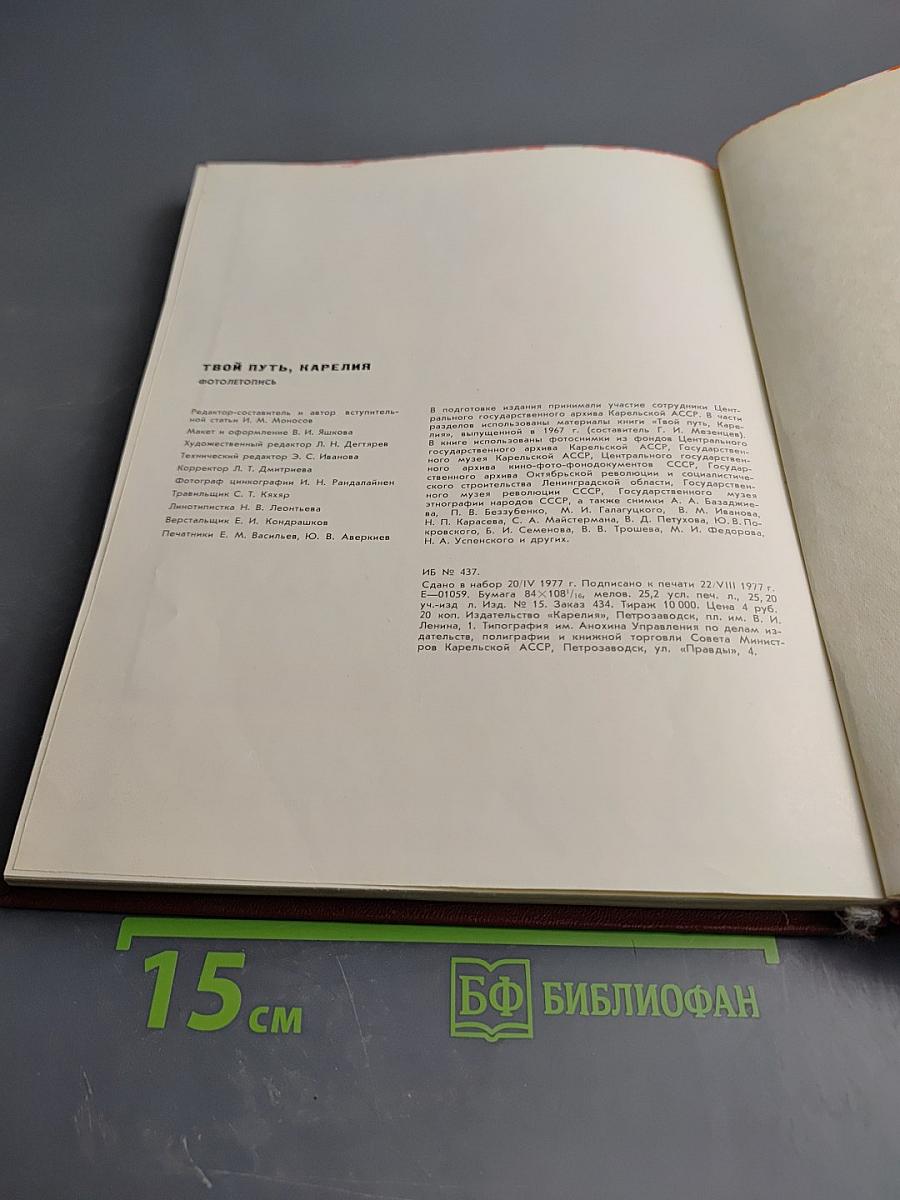 ТВОЙ ПУТЬ, КАРЕЛИЯ
ФОТОЛЕТОПИСЬ
Редактор-составитель и автор вступитель-
ной статьи И. М. Моносов
Макет и оформление В. И. Яшкова
Художественный редактор Л. Н. Дегтярев
Технический редактор Э. С. Иванова
Корректор Л. Т. Дмитриева
Фотограф цинкографии И. Н. Рандалайнен
Травильщик С. Т. Кяхяр
Линотипистка Н. В. Леонтьева
Верстальщик Е. И. Кондрашков
Печатники Е. М. Васильев, Ю. В. Аверкиев
В подготовке издания принимали участие сотрудники Цент-
рального государственного архива Карельской АССР. В части
разделов использованы материалы книги «Твой путь, Каре-
лия», выпущенной в 1967 г. (составитель Г. И. Мезенцев).
В книге использованы фотоснимки из фондов Центрального
государственного архива Карельской АССР, Государствен-
ного музея Карельской АССР, Центрального государствен-
ного архива кино-фото-фонодокументов СССР, Государ-
ственного архива Октябрьской революции и социалистиче-
ского строительства Ленинградской области, Государствен-
ного музея революции СССР, Государственного музея
этнографии народов СССР, а также снимки А. А. Базаджие-
ва, П. В. Беззубенко, М. И. Галагуцкого, В. М. Иванова,
Н. П. Карасева, С. А. Майстермана, В. Д. Петухова, Ю. В. По-
кровского, Б. И. Семенова, В. В. Трошева, М. И. Федорова,
Н. А. Успенского и других.
ИБ № 437.
Сдано в набор 20/IV 1977 г. Подписано к печати 22/VIII 1977 г.
Е—01059. Бумага 84×108¹/₁₆, мелов. 25,2 усл. печ. л., 25,20
уч.-изд л. Изд. № 15. Заказ 434. Тираж 10 000. Цена 4 руб.
20 коп. Издательство «Карелия», Петрозаводск, пл. им. В. И.
Ленина, 1. Типография им. Анохина Управления по делам из-
дательств, полиграфии и книжной торговли Совета Минист-
ров Карельской АССР, Петрозаводск, ул. «Правды», 4.
15 см
БФ БИБЛИОФАН